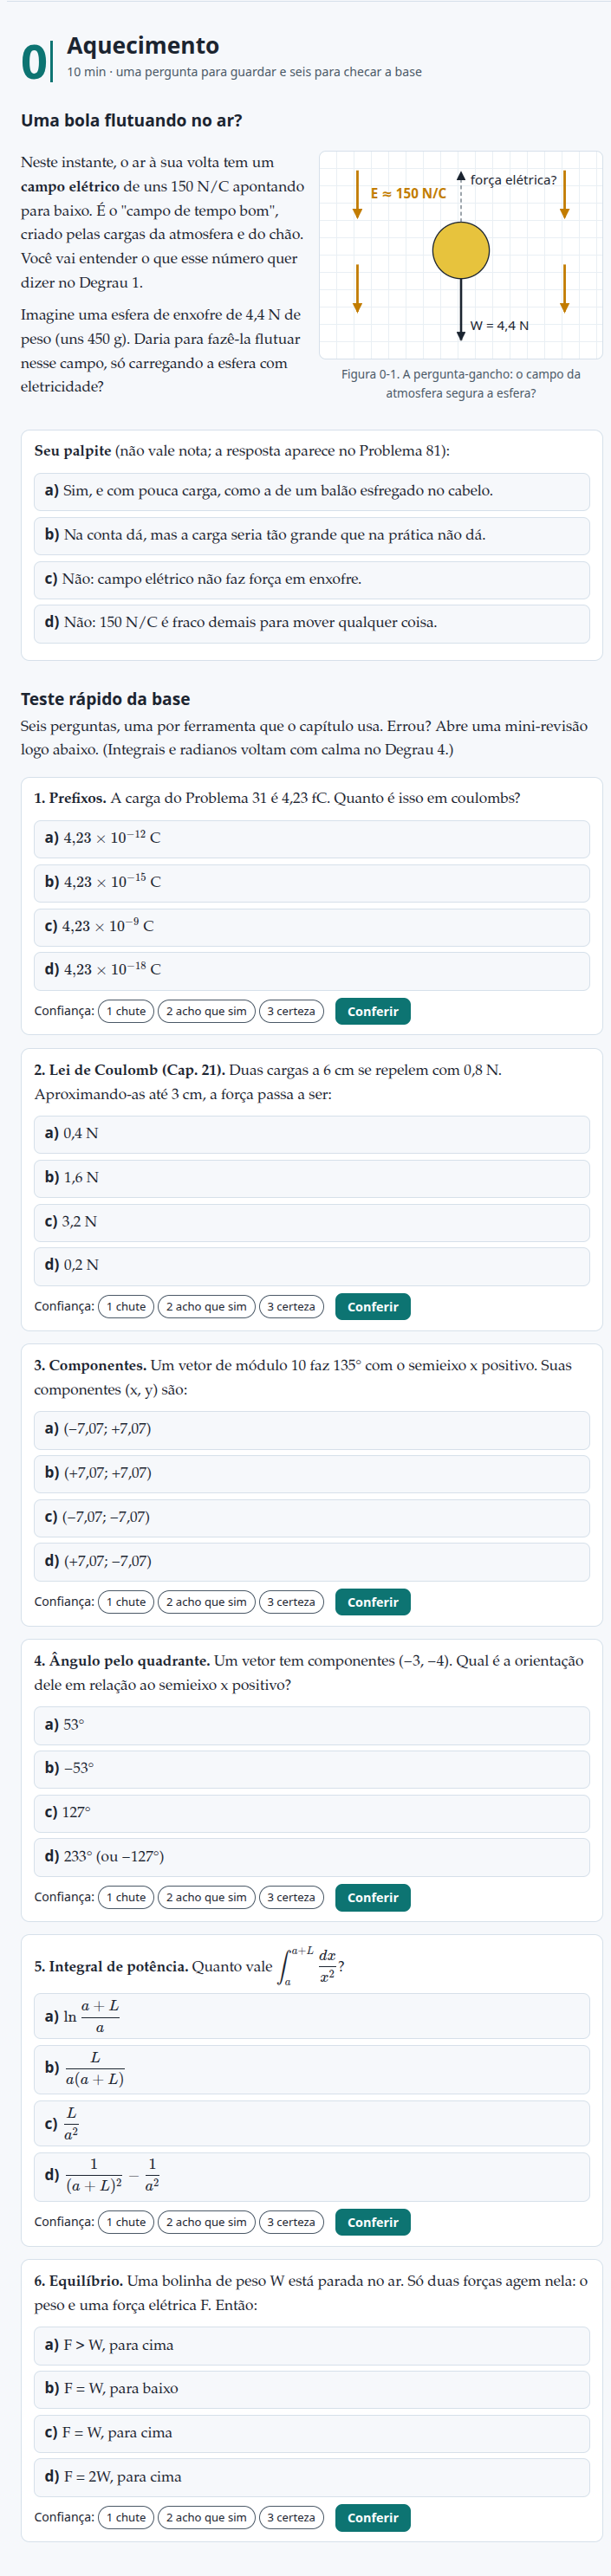 0
Aquecimento
10 min · uma pergunta para guardar e seis para checar a base
Uma bola flutuando no ar?
Neste instante, o ar à sua volta tem um
campo elétrico de uns 150 N/C apontando
para baixo. É o "campo de tempo bom",
criado pelas cargas da atmosfera e do chão.
Você vai entender o que esse número quer
dizer no Degrau 1.
Imagine uma esfera de enxofre de 4,4 N de
peso (uns 450 g). Daria para fazê-la flutuar
nesse campo, só carregando a esfera com
eletricidade?
E ≈ 150 N/C
força elétrica?
W = 4,4 N
Figura 0-1. A pergunta-gancho: o campo da
atmosfera segura a esfera?
Seu palpite (não vale nota; a resposta aparece no Problema 81):
a) Sim, e com pouca carga, como a de um balão esfregado no cabelo.
b) Na conta dá, mas a carga seria tão grande que na prática não dá.
c) Não: campo elétrico não faz força em enxofre.
d) Não: 150 N/C é fraco demais para mover qualquer coisa.
Teste rápido da base
Seis perguntas, uma por ferramenta que o capítulo usa. Errou? Abre uma mini-revisão
logo abaixo. (Integrais e radianos voltam com calma no Degrau 4.)
1. Prefixos. A carga do Problema 31 é 4,23 fC. Quanto é isso em coulombs?
a) 4,23 × 10⁻¹² C
b) 4,23 × 10⁻¹⁵ C
c) 4,23 × 10⁻⁹ C
d) 4,23 × 10⁻¹⁸ C
Confiança: 1 chute 2 acho que sim 3 certeza Conferir
2. Lei de Coulomb (Cap. 21). Duas cargas a 6 cm se repelem com 0,8 N.
Aproximando-as até 3 cm, a força passa a ser:
a) 0,4 N
b) 1,6 N
c) 3,2 N
d) 0,2 N
Confiança: 1 chute 2 acho que sim 3 certeza Conferir
3. Componentes. Um vetor de módulo 10 faz 135° com o semieixo x positivo. Suas
componentes (x, y) são:
a) (−7,07; +7,07)
b) (+7,07; +7,07)
c) (−7,07; −7,07)
d) (+7,07; −7,07)
Confiança: 1 chute 2 acho que sim 3 certeza Conferir
4. Ângulo pelo quadrante. Um vetor tem componentes (−3, −4). Qual é a orientação
dele em relação ao semieixo x positivo?
a) 53°
b) −53°
c) 127°
d) 233° (ou −127°)
Confiança: 1 chute 2 acho que sim 3 certeza Conferir
5. Integral de potência. Quanto vale ∫ₐᵃ⁺ᴸ dx/x²?
a) ln (a + L)/a
b) L/(a(a + L))
c) L/a²
d) 1/(a + L)² − 1/a²
Confiança: 1 chute 2 acho que sim 3 certeza Conferir
6. Equilíbrio. Uma bolinha de peso W está parada no ar. Só duas forças agem nela: o
peso e uma força elétrica F. Então:
a) F > W, para cima
b) F = W, para baixo
c) F = W, para cima
d) F = 2W, para cima
Confiança: 1 chute 2 acho que sim 3 certeza Conferir